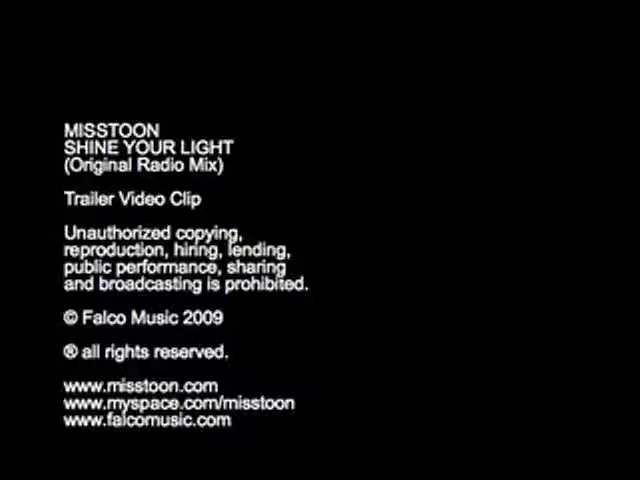 MISSTOON
SHINE YOUR LIGHT
(Original Radio Mix)
Trailer Video Clip
Unauthorized copying,
reproduction, hiring, lending,
public performance, sharing
and broadcasting is prohibited.
© Falco Music 2009
® all rights reserved.
www.misstoon.com
www.myspace.com/misstoon
www.falcomusic.com